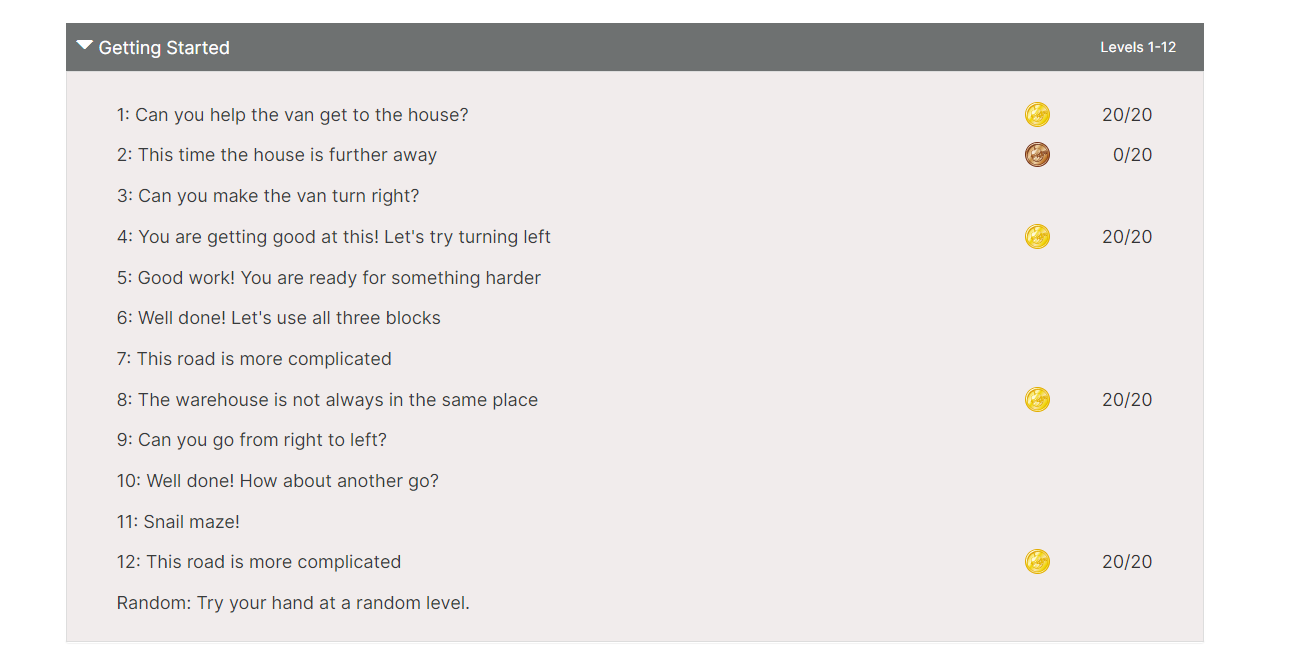 Getting Started Levels 1-12
1: Can you help the van get to the house? 20/20
2: This time the house is further away 0/20
3: Can you make the van turn right?
4: You are getting good at this! Let's try turning left 20/20
5: Good work! You are ready for something harder
6: Well done! Let's use all three blocks
7: This road is more complicated
8: The warehouse is not always in the same place 20/20
9: Can you go from right to left?
10: Well done! How about another go?
11: Snail maze!
12: This road is more complicated 20/20
Random: Try your hand at a random level.